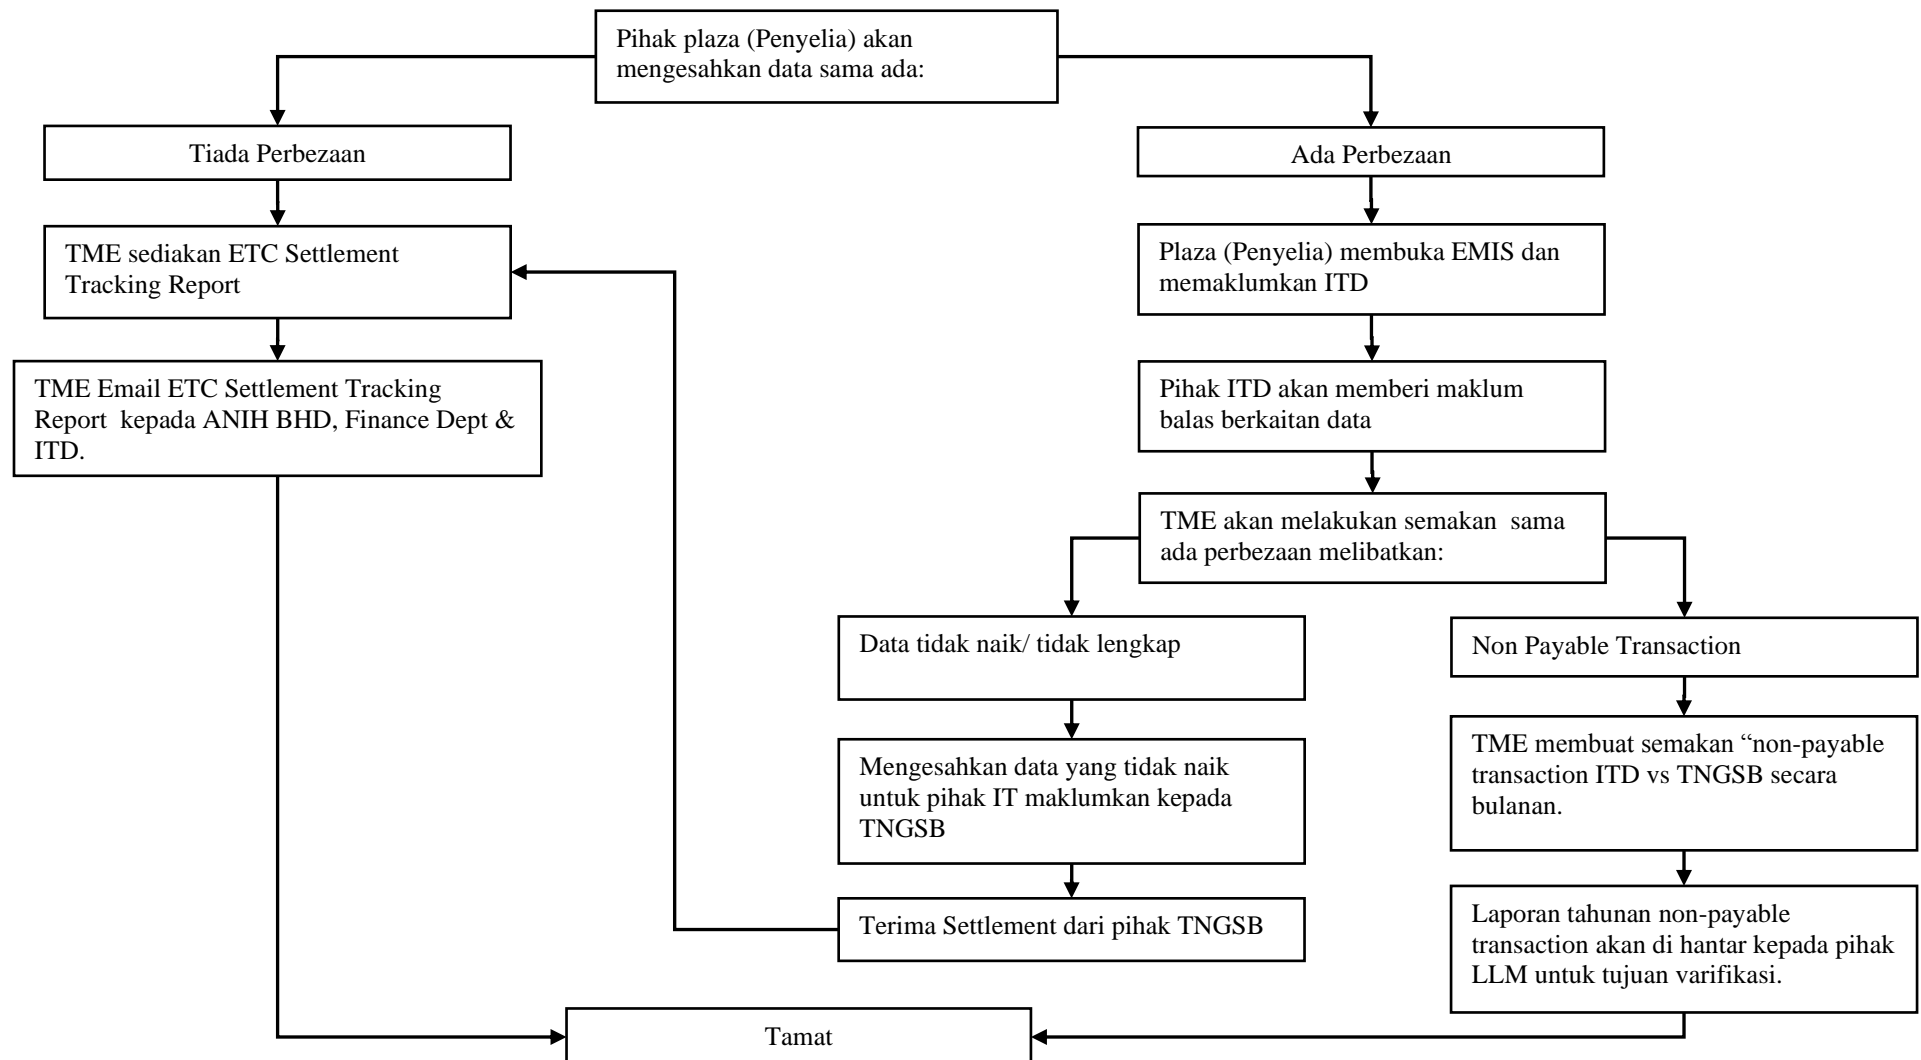 Pihak plaza (Penyelia) akan
mengesahkan data sama ada:
Tiada Perbezaan
Ada Perbezaan
TME sediakan ETC Settlement
Tracking Report
Plaza (Penyelia) membuka EMIS dan
memaklumkan ITD
TME Email ETC Settlement Tracking
Report kepada ANIH BHD, Finance Dept &
ITD.
Pihak ITD akan memberi maklum
balas berkaitan data
TME akan melakukan semakan sama
ada perbezaan melibatkan:
Data tidak naik/ tidak lengkap
Non Payable Transaction
Mengesahkan data yang tidak naik
untuk pihak IT maklumkan kepada
TNGSB
TME membuat semakan “non-payable
transaction ITD vs TNGSB secara
bulanan.
Terima Settlement dari pihak TNGSB
Laporan tahunan non-payable
transaction akan di hantar kepada pihak
LLM untuk tujuan varifikasi.
Tamat